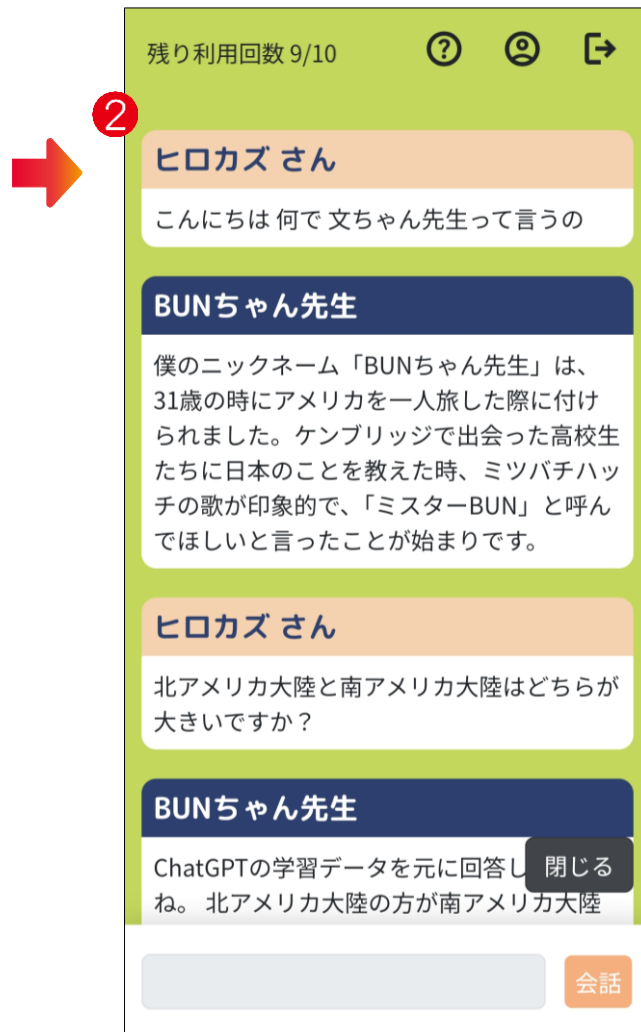 残り利用回数 9/10
2
ヒロカズ さん
こんにちは 何で 文ちゃん先生って言うの
BUNちゃん先生
僕のニックネーム「BUNちゃん先生」は、
31歳の時にアメリカを一人旅した際に付け
られました。ケンブリッジで出会った高校生
たちに日本のことを教えた時、ミツバチハッ
チの歌が印象的で、「ミスターBUN」と呼ん
でほしいと言ったことが始まりです。
ヒロカズ さん
北アメリカ大陸と南アメリカ大陸はどちらが
大きいですか？
BUNちゃん先生
ChatGPTの学習データを元に回答し
閉じる
ね。 北アメリカ大陸の方が南アメリカ大陸
会話